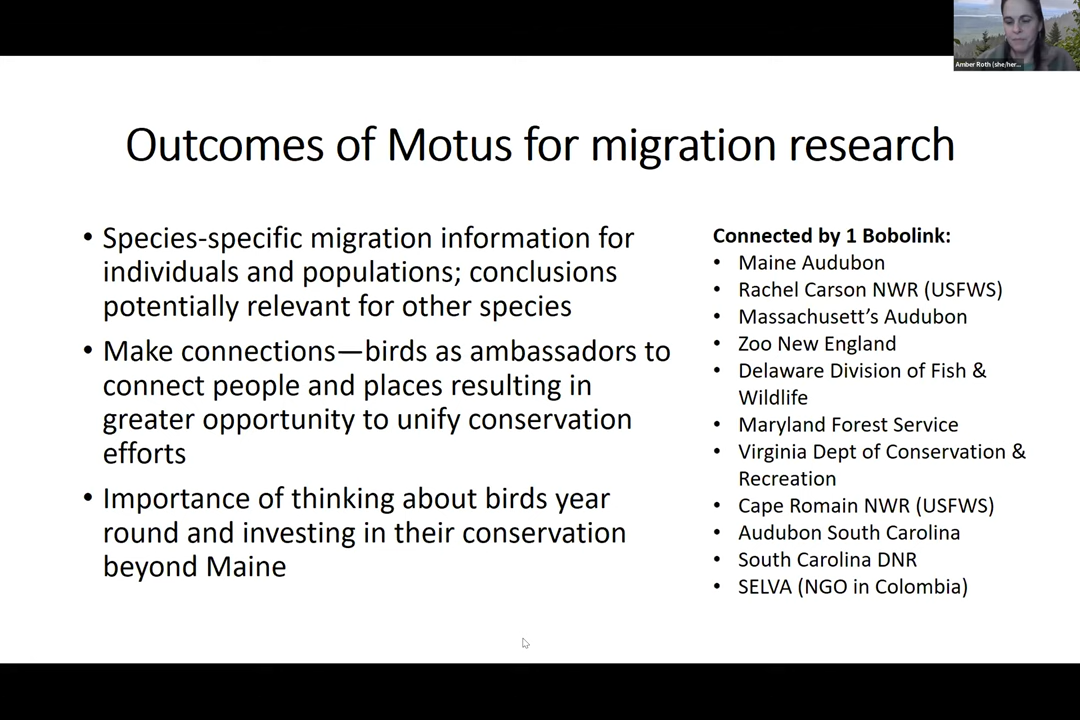 Amber Roth (she/her...
Outcomes of Motus for migration research
• Species-specific migration information for
individuals and populations; conclusions
potentially relevant for other species
• Make connections—birds as ambassadors to
connect people and places resulting in
greater opportunity to unify conservation
efforts
• Importance of thinking about birds year
round and investing in their conservation
beyond Maine
Connected by 1 Bobolink:
• Maine Audubon
• Rachel Carson NWR (USFWS)
• Massachusett’s Audubon
• Zoo New England
• Delaware Division of Fish &
Wildlife
• Maryland Forest Service
• Virginia Dept of Conservation &
Recreation
• Cape Romain NWR (USFWS)
• Audubon South Carolina
• South Carolina DNR
• SELVA (NGO in Colombia)